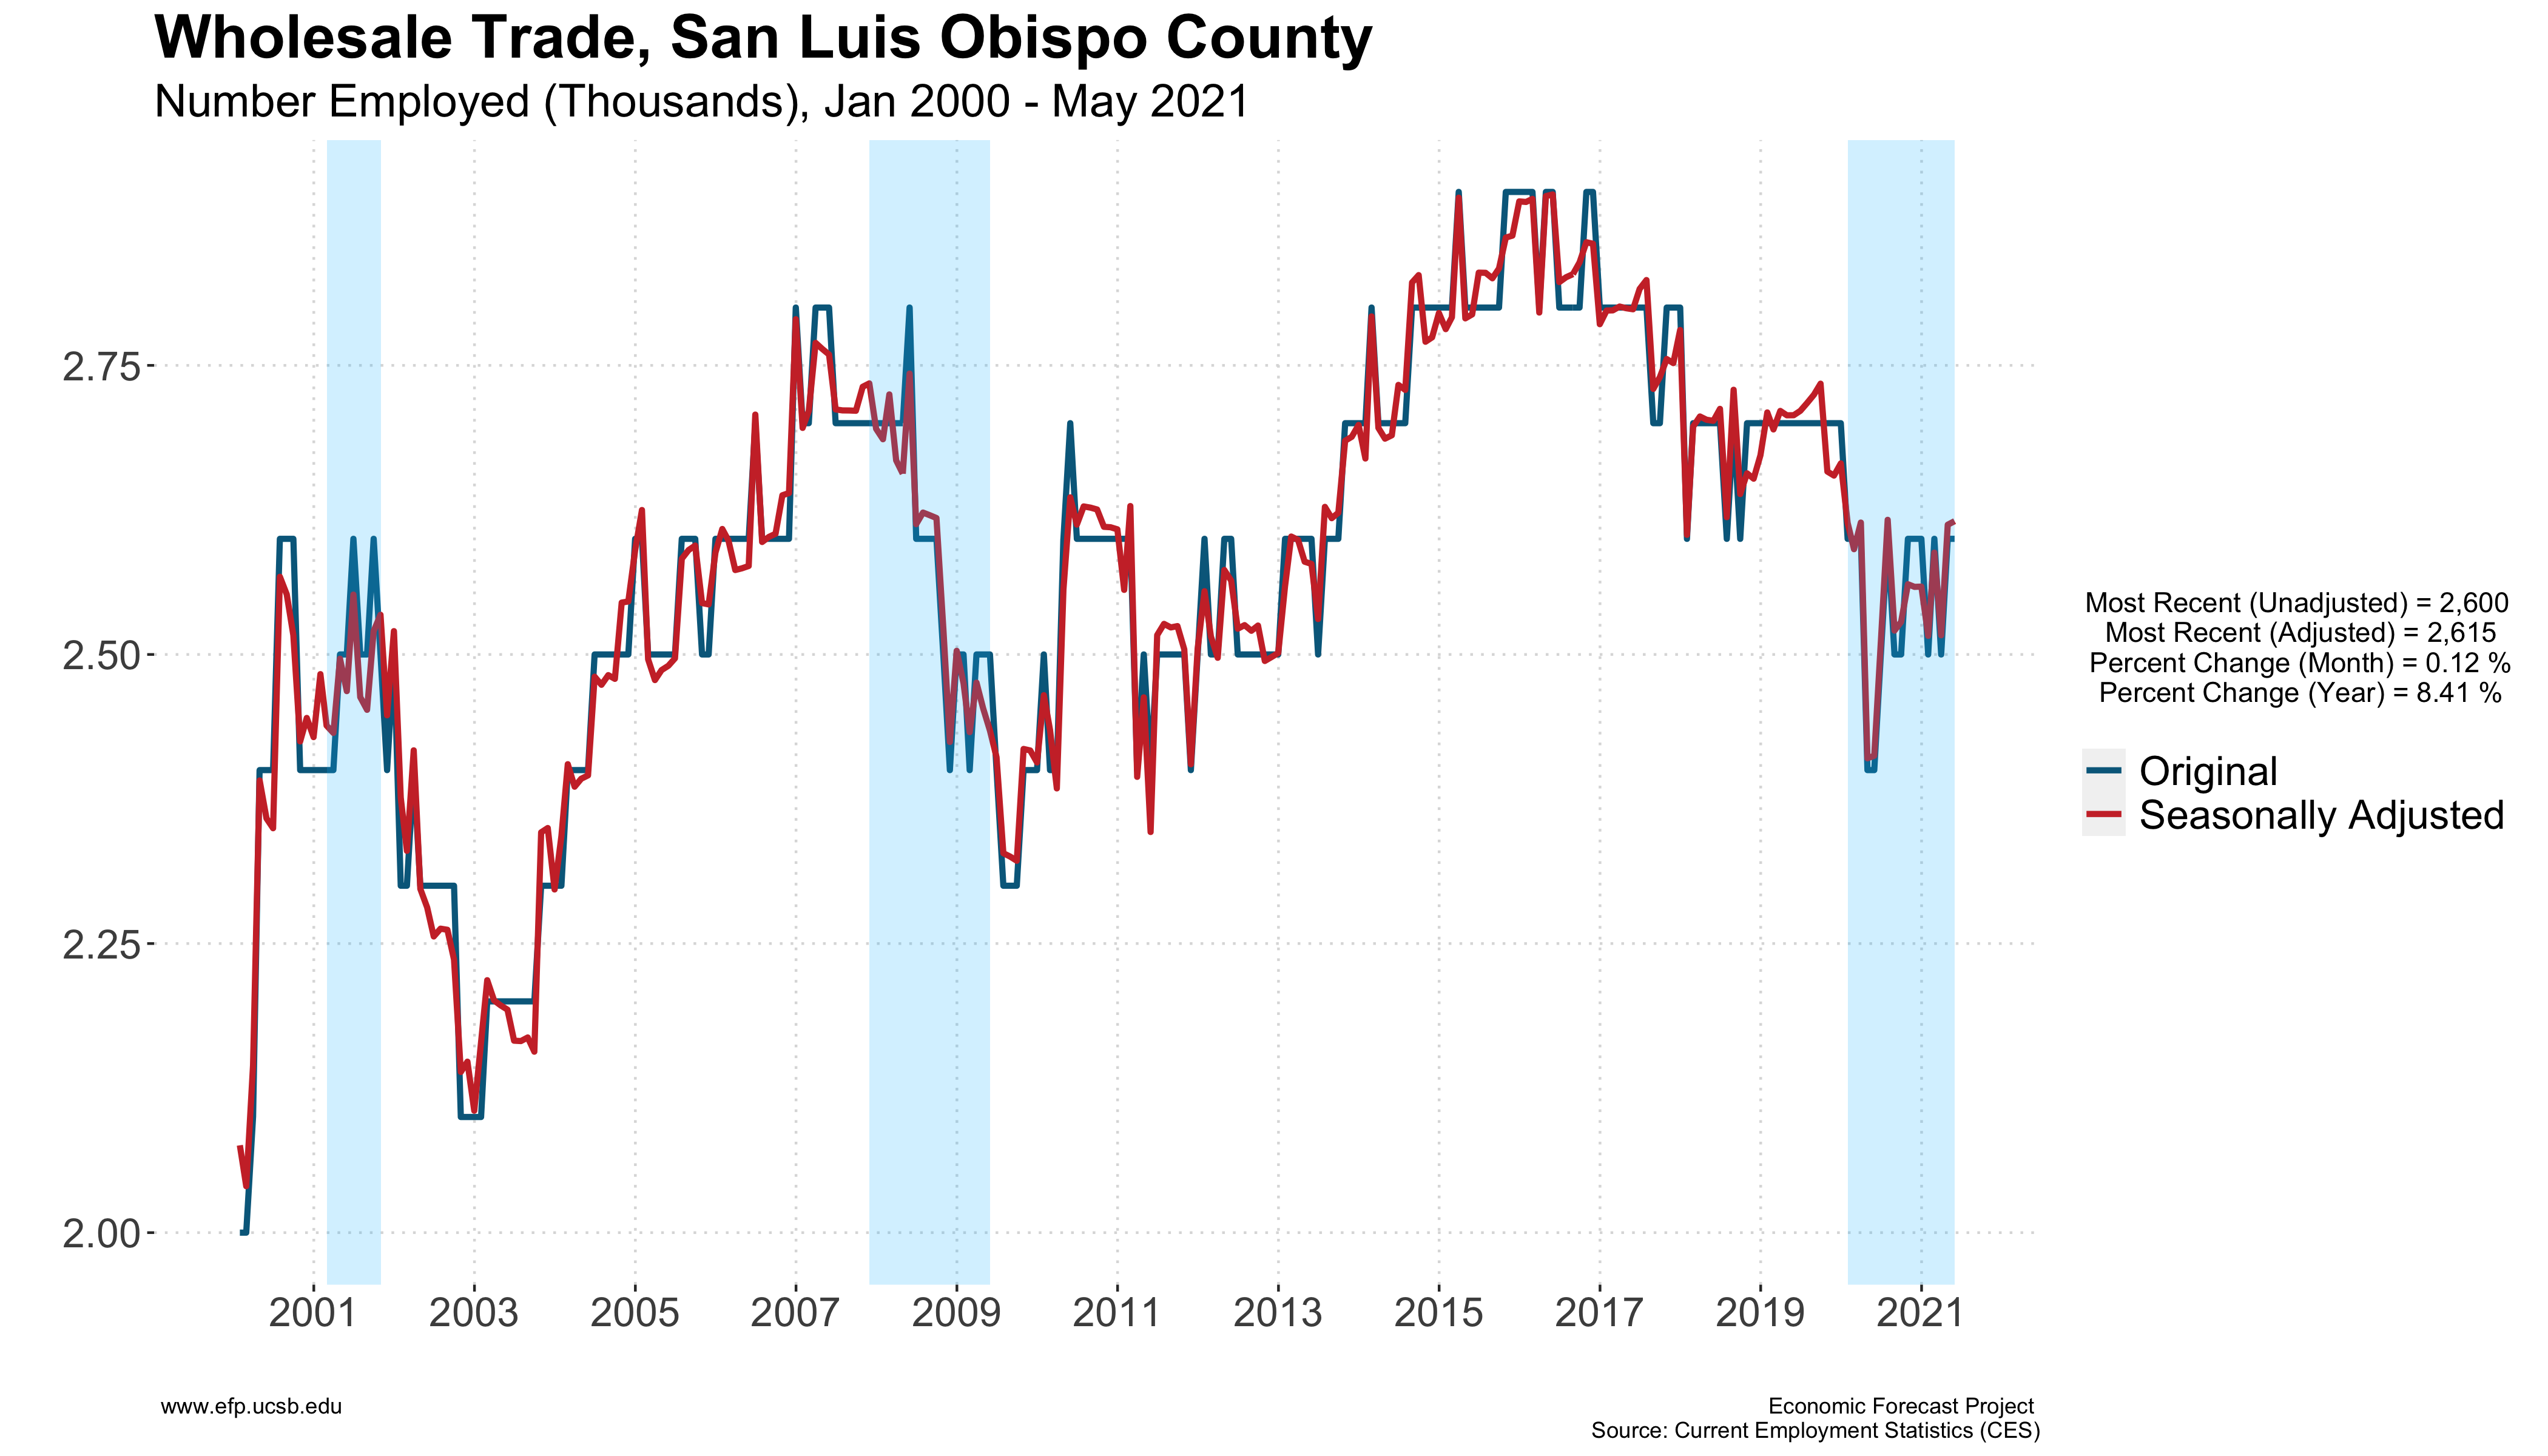 Wholesale Trade, San Luis Obispo County
Number Employed (Thousands), Jan 2000 - May 2021
2.75
2.50
2.25
2.00
2001 2003 2005 2007 2009 2011 2013 2015 2017 2019 2021
Most Recent (Unadjusted) = 2,600
Most Recent (Adjusted) = 2,615
Percent Change (Month) = 0.12 %
Percent Change (Year) = 8.41 %
Original
Seasonally Adjusted
www.efp.ucsb.edu
Economic Forecast Project
Source: Current Employment Statistics (CES)